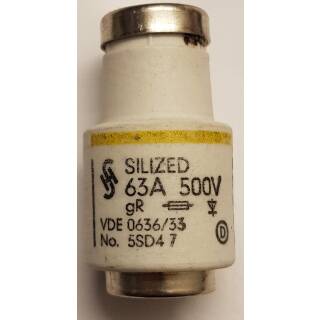 SILIZED
63A 500V
gR
VDE 0636/33
No. 5SD4 7
D